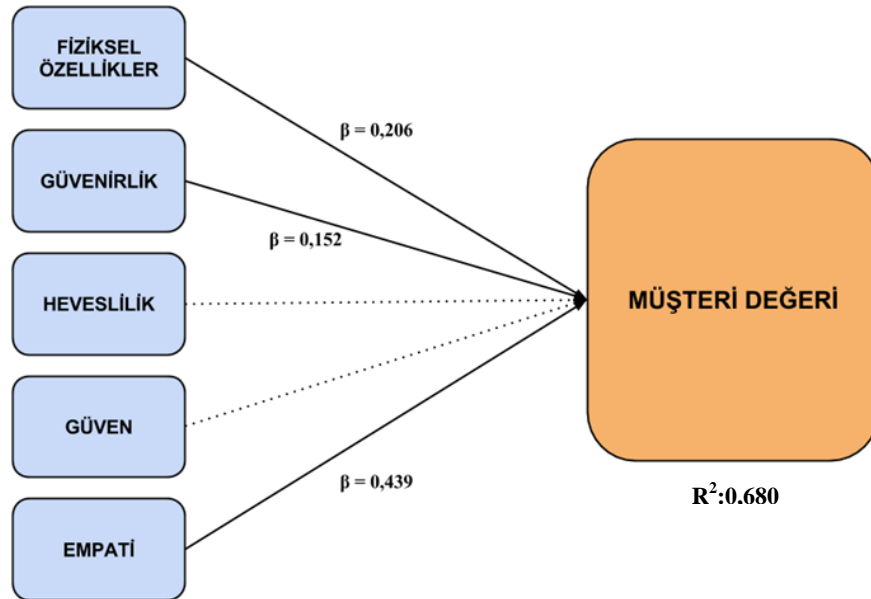 FİZİKSEL
ÖZELLİKLER
β = 0,206
GÜVENİRLİK
β = 0,152
HEVESLİLİK
MÜŞTERİ DEĞERİ
GÜVEN
β = 0,439
R²:0.680
EMPATİ